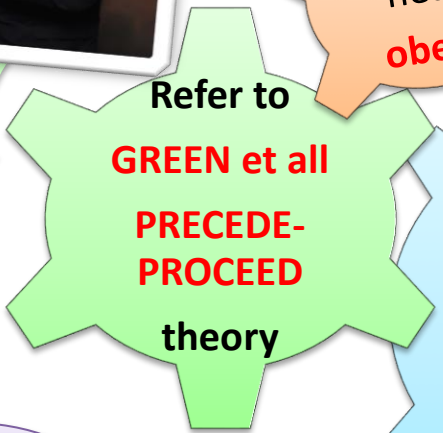 Refer to
GREEN et all
PRECEDE-
PROCEED
theory